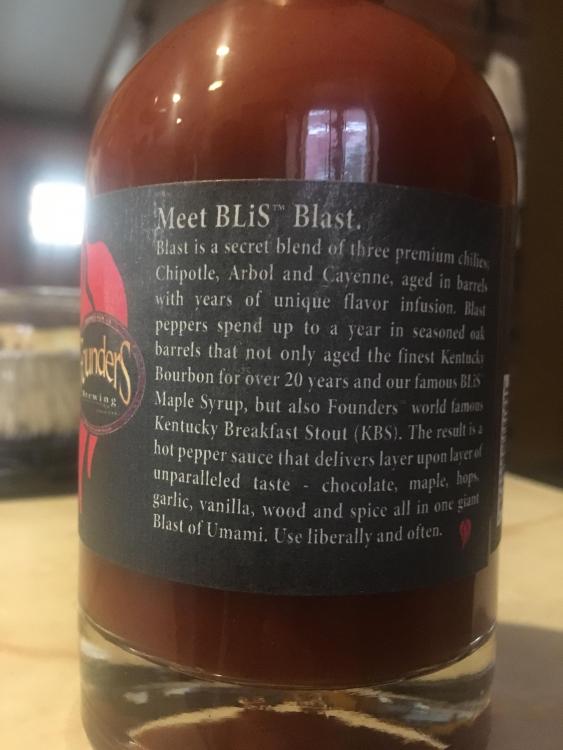 Meet BLiS™ Blast.
Blast is a secret blend of three premium chilies;
Chipotle, Arbol and Cayenne, aged in barrels
with years of unique flavor infusion. Blast
peppers spend up to a year in seasoned oak
barrels that not only aged the finest Kentucky
Bourbon for over 20 years and our famous BLiS™
Maple Syrup, but also Founders™ world famous
Kentucky Breakfast Stout (KBS). The result is a
hot pepper sauce that delivers layer upon layer of
unparalleled taste - chocolate, maple, hops,
garlic, vanilla, wood and spice all in one giant
Blast of Umami. Use liberally and often.
Founders
Brewing